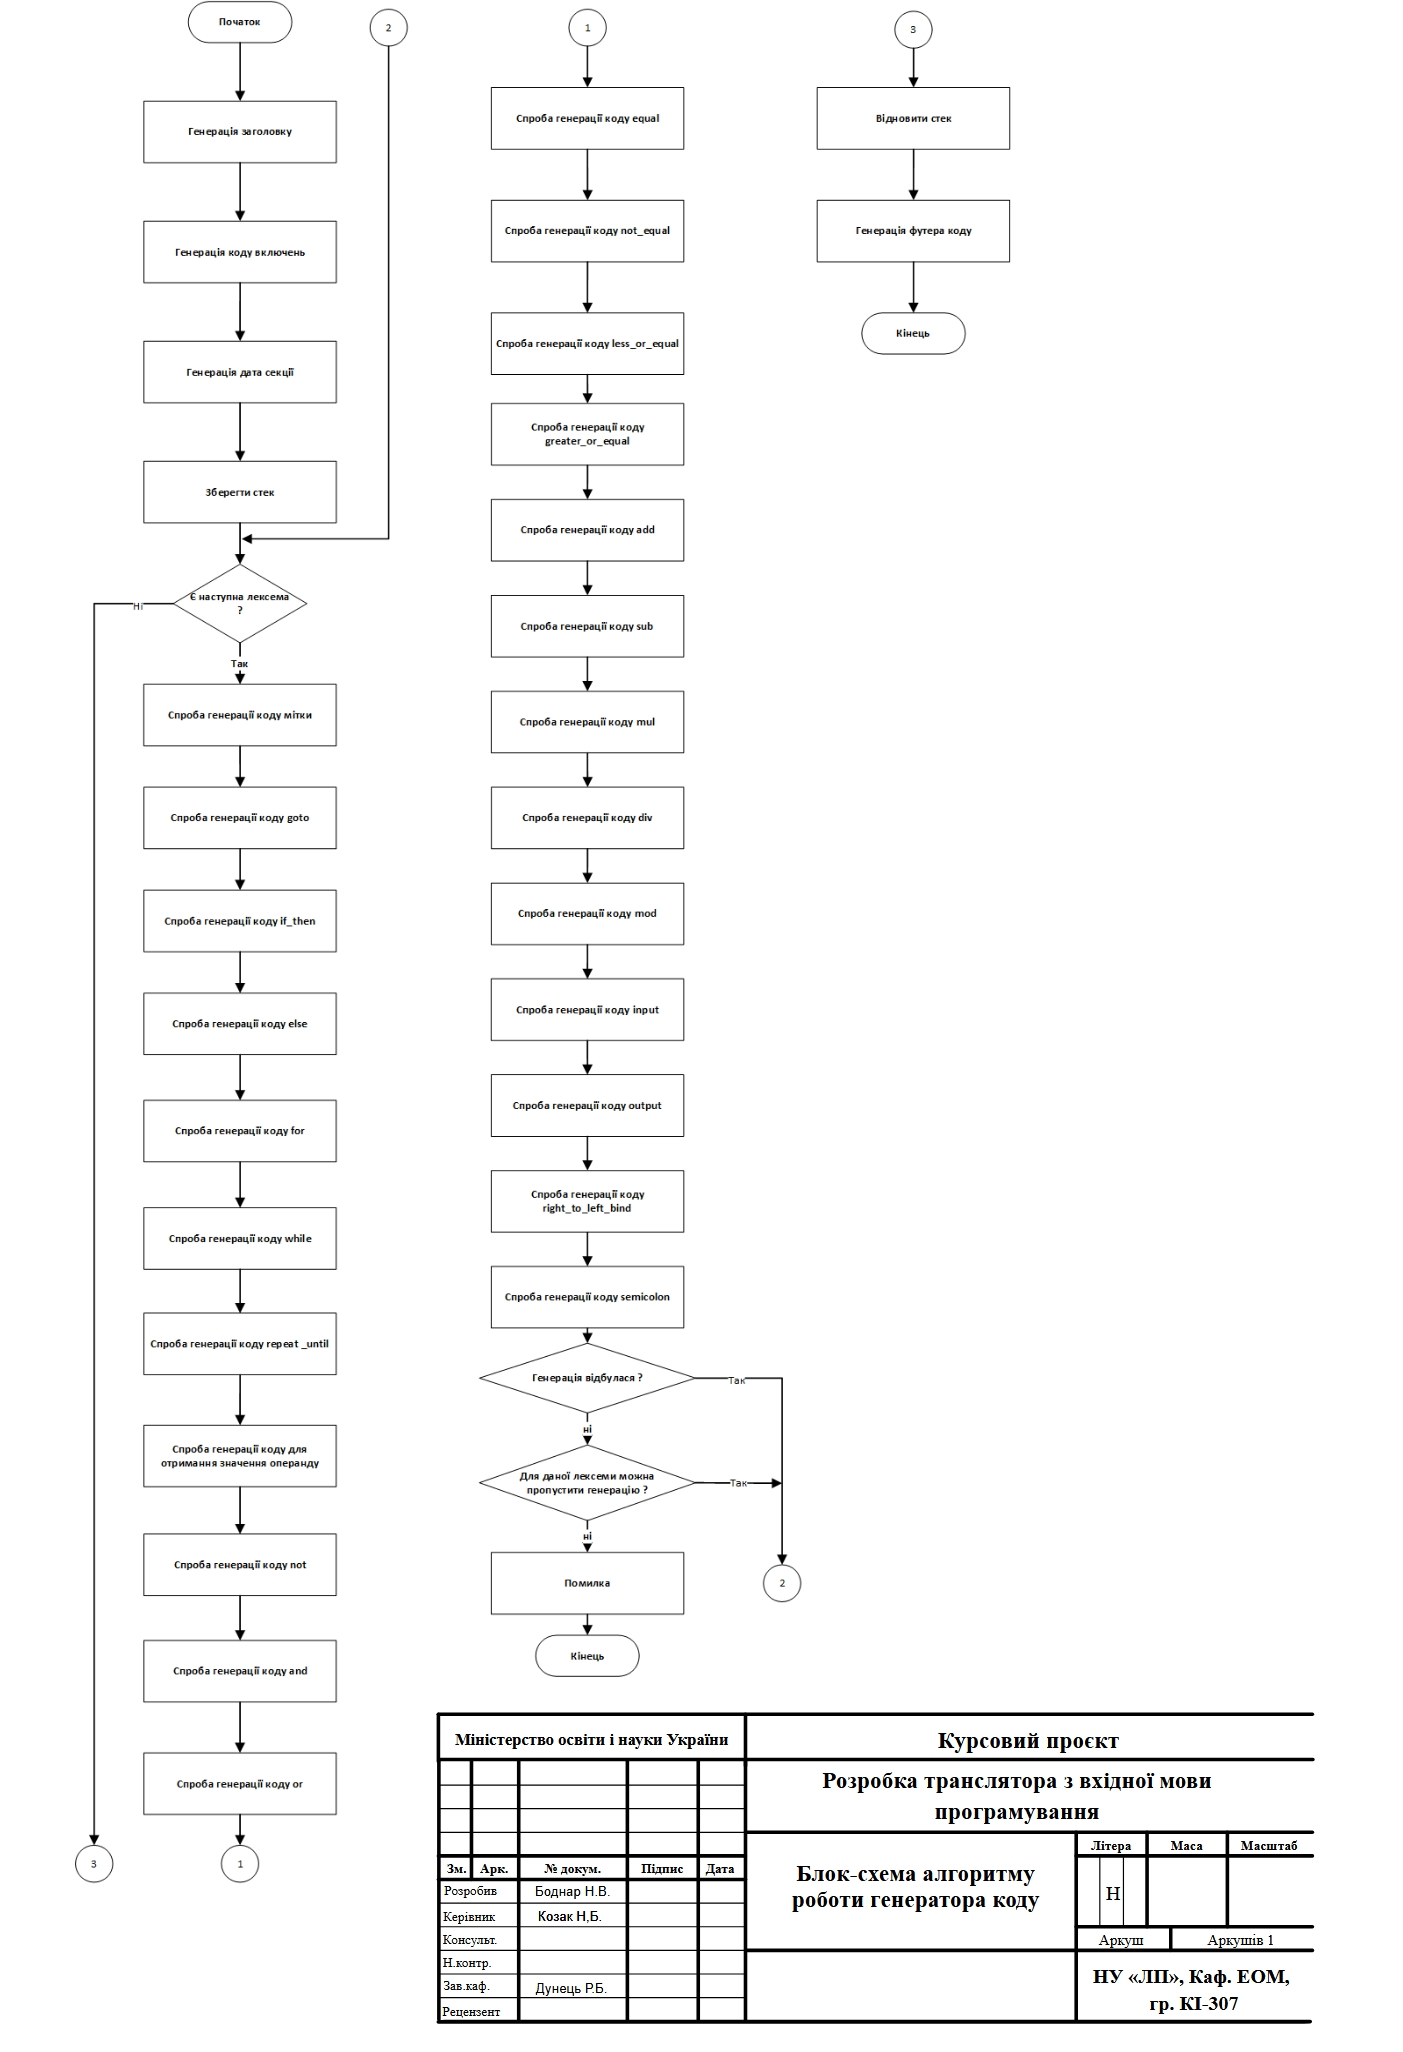 Початок
Генерація заголовку
Генерація коду включень
Генерація дата секції
Зберегти стек
Є наступна лексема
?
Ні
Так
Спроба генерації коду мітки
Спроба генерації коду goto
Спроба генерації коду if_then
Спроба генерації коду else
Спроба генерації коду for
Спроба генерації коду while
Спроба генерації коду repeat _until
Спроба генерації коду для
отримання значення операнду
Спроба генерації коду not
Спроба генерації коду and
Спроба генерації коду or
3
1
2
1
Спроба генерації коду equal
Спроба генерації коду not_equal
Спроба генерації коду less_or_equal
Спроба генерації коду
greater_or_equal
Спроба генерації коду add
Спроба генерації коду sub
Спроба генерації коду mul
Спроба генерації коду div
Спроба генерації коду mod
Спроба генерації коду input
Спроба генерації коду output
Спроба генерації коду
right_to_left_bind
Спроба генерації коду semicolon
Генерація відбулася ?
Так
ні
Для даної лексеми можна
пропустити генерацію ?
Так
ні
Помилка
2
Кінець
3
Відновити стек
Генерація футера коду
Кінець
Міністерство освіти і науки України
Курсовий проєкт
Розробка транслятора з вхідної мови
програмування
Зм. Арк. № докум. Підпис Дата
Розробив Боднар Н.В.
Керівник Козак Н,Б.
Консульт.
Н.контр.
Зав.каф. Дунець Р.Б.
Рецензент
Блок-схема алгоритму
роботи генератора коду
Літера Маса Масштаб
Н
Аркуш Аркушів 1
НУ «ЛП», Каф. ЕОМ,
гр. КІ-307